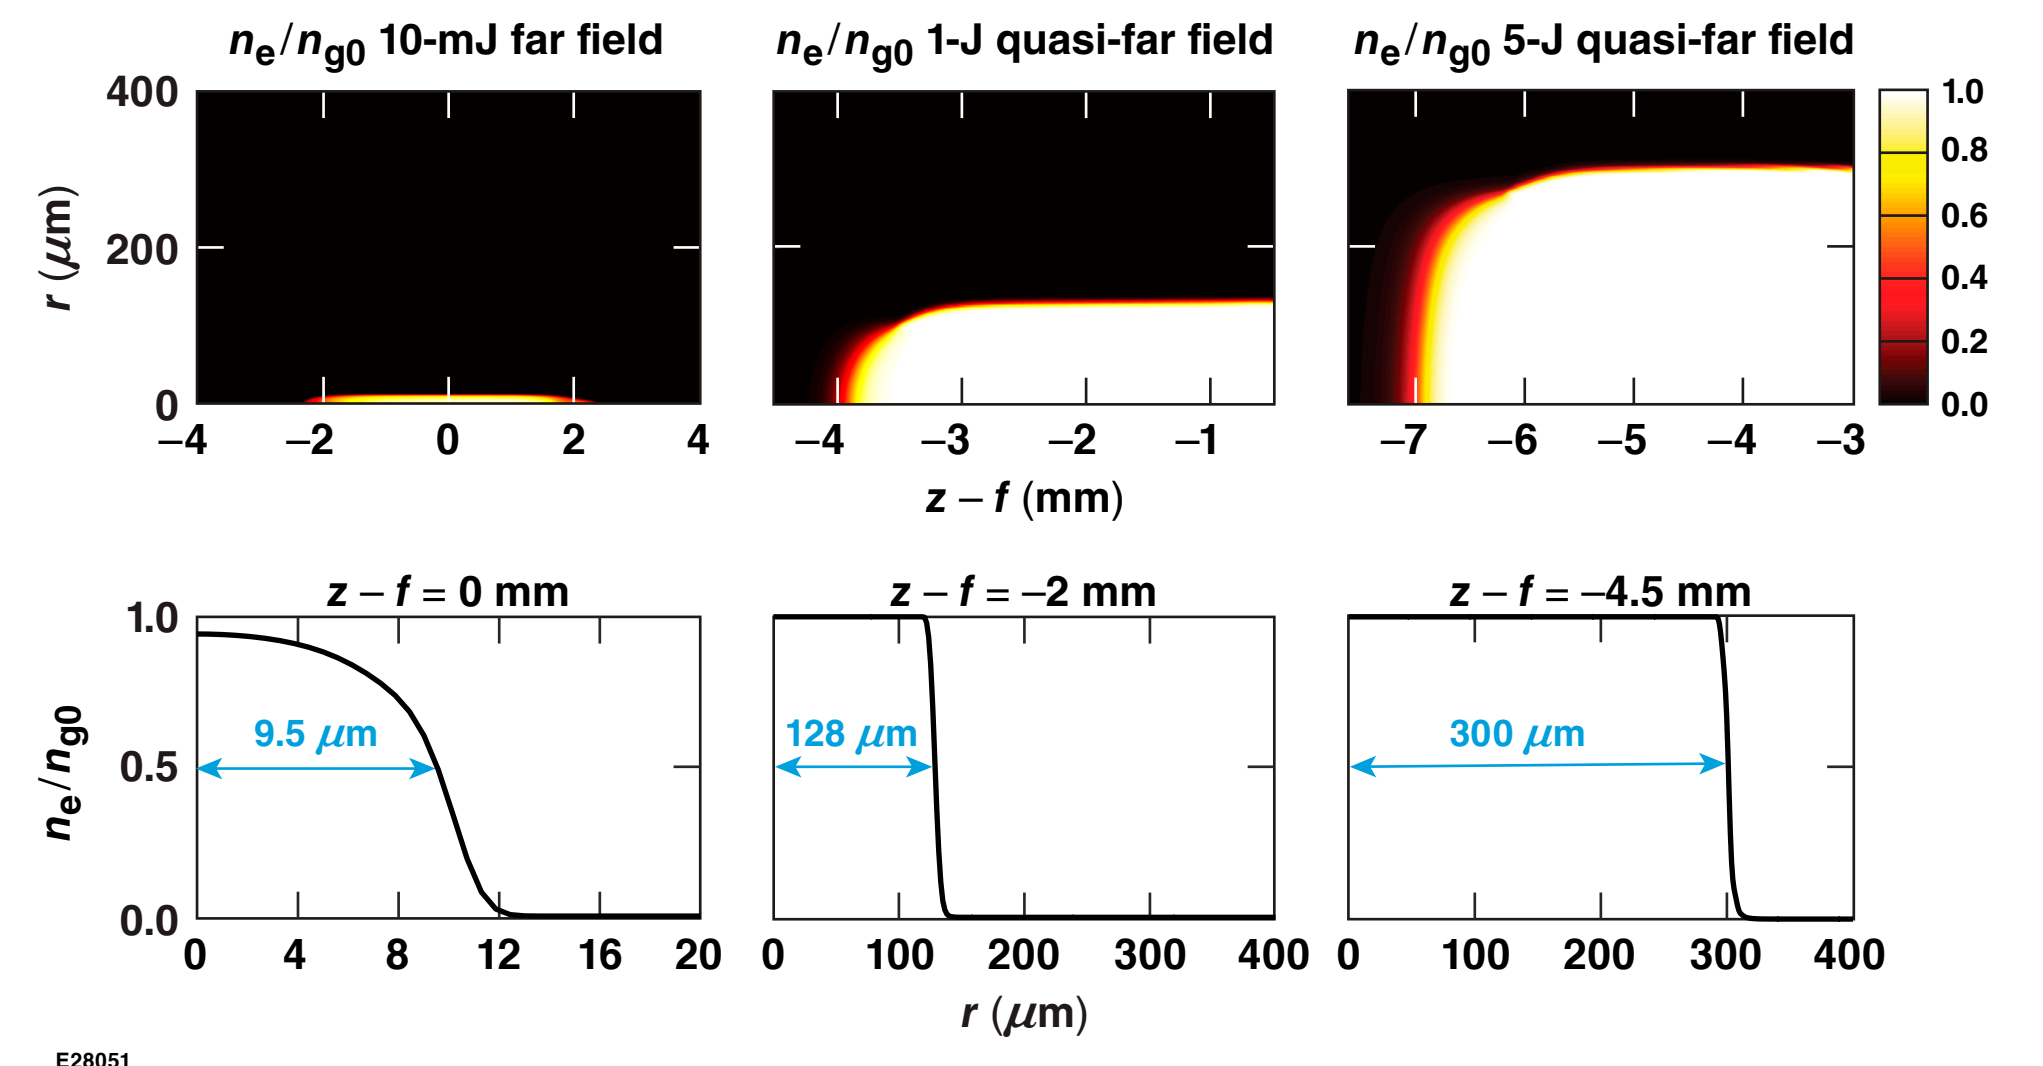 ne/ng0 10-mJ far field
ne/ng0 1-J quasi-far field
ne/ng0 5-J quasi-far field
400
200
0
r (μm)
–4 –2 0 2 4
–4 –3 –2 –1
–7 –6 –5 –4 –3
1.0
0.8
0.6
0.4
0.2
0.0
z – f (mm)
z – f = 0 mm
z – f = –2 mm
z – f = –4.5 mm
1.0
0.5
0.0
ne/ng0
9.5 μm
128 μm
300 μm
0 4 8 12 16 20
0 100 200 300 400
0 100 200 300 400
r (μm)
E28051